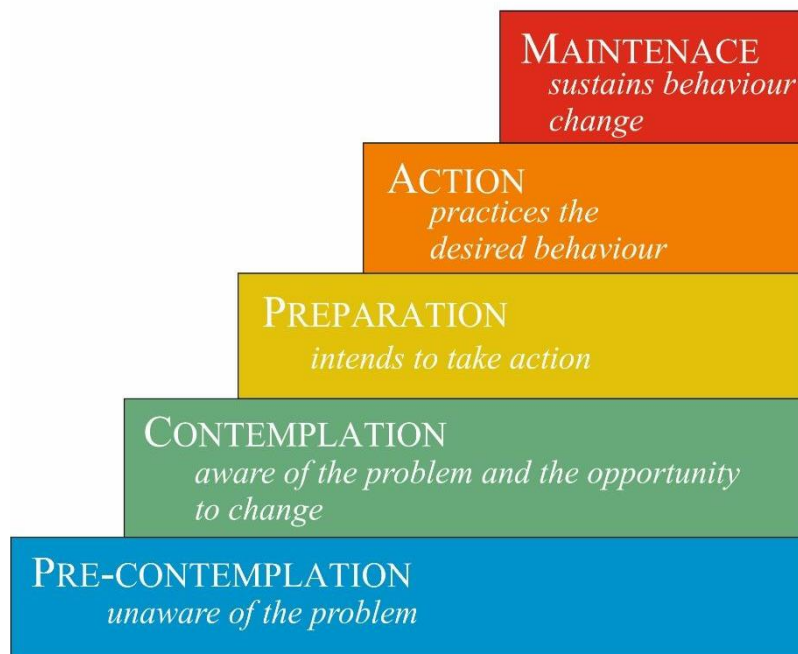 MAINTENACE
sustains behaviour
change
ACTION
practices the
desired behaviour
PREPARATION
intends to take action
CONTEMPLATION
aware of the problem and the opportunity
to change
PRE-CONTEMPLATION
unaware of the problem